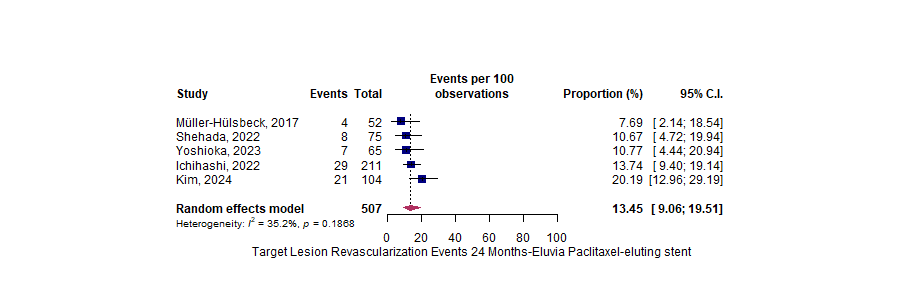 Events per 100
Study Events Total observations Proportion (%) 95% C.I.
Müller-Hülsbeck, 2017 4 52 7.69 [ 2.14; 18.54]
Shehada, 2022 8 75 10.67 [ 4.72; 19.94]
Yoshioka, 2023 7 65 10.77 [ 4.44; 20.94]
Ichihashi, 2022 29 211 13.74 [ 9.40; 19.14]
Kim, 2024 21 104 20.19 [12.96; 29.19]
Random effects model 507 13.45 [ 9.06; 19.51]
Heterogeneity: I² = 35.2%, p = 0.1868
0 20 40 60 80 100
Target Lesion Revascularization Events 24 Months-Eluvia Paclitaxel-eluting stent